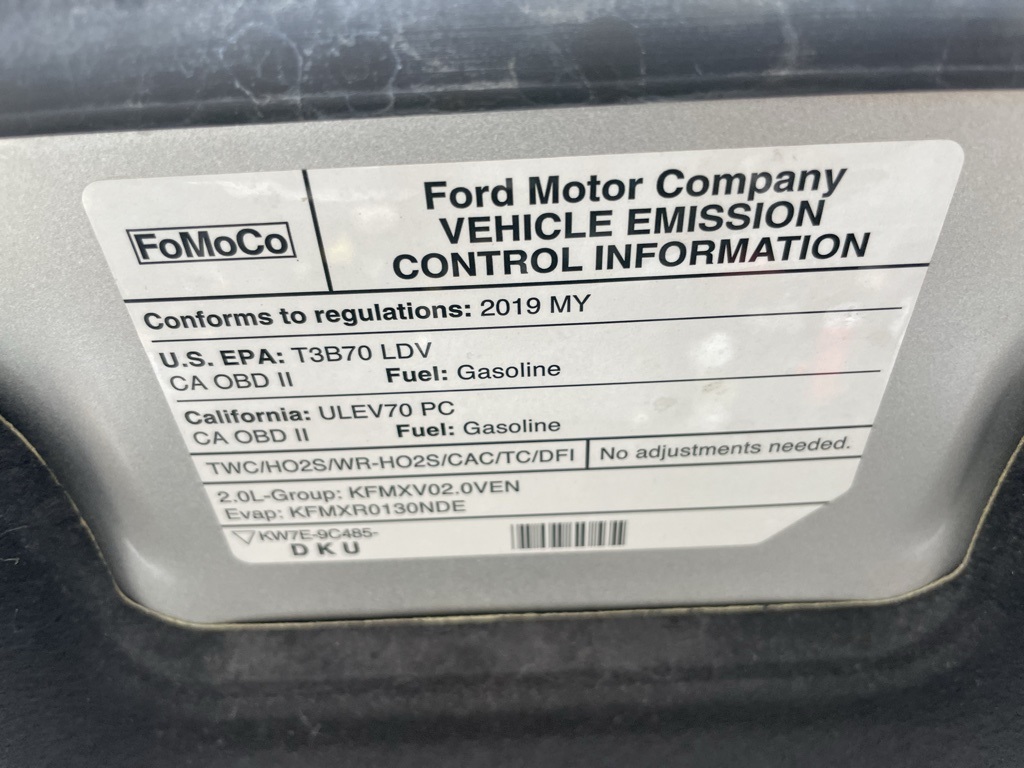 FoMoCo
Ford Motor Company
VEHICLE EMISSION
CONTROL INFORMATION
Conforms to regulations: 2019 MY
U.S. EPA: T3B70 LDV
CA OBD II Fuel: Gasoline
California: ULEV70 PC
CA OBD II Fuel: Gasoline
TWC/HO2S/WR-HO2S/CAC/TC/DFI No adjustments needed.
2.0L-Group: KFMXV02.0VEN
Evap: KFMXR0130NDE
KW7E-9C485-
D K U